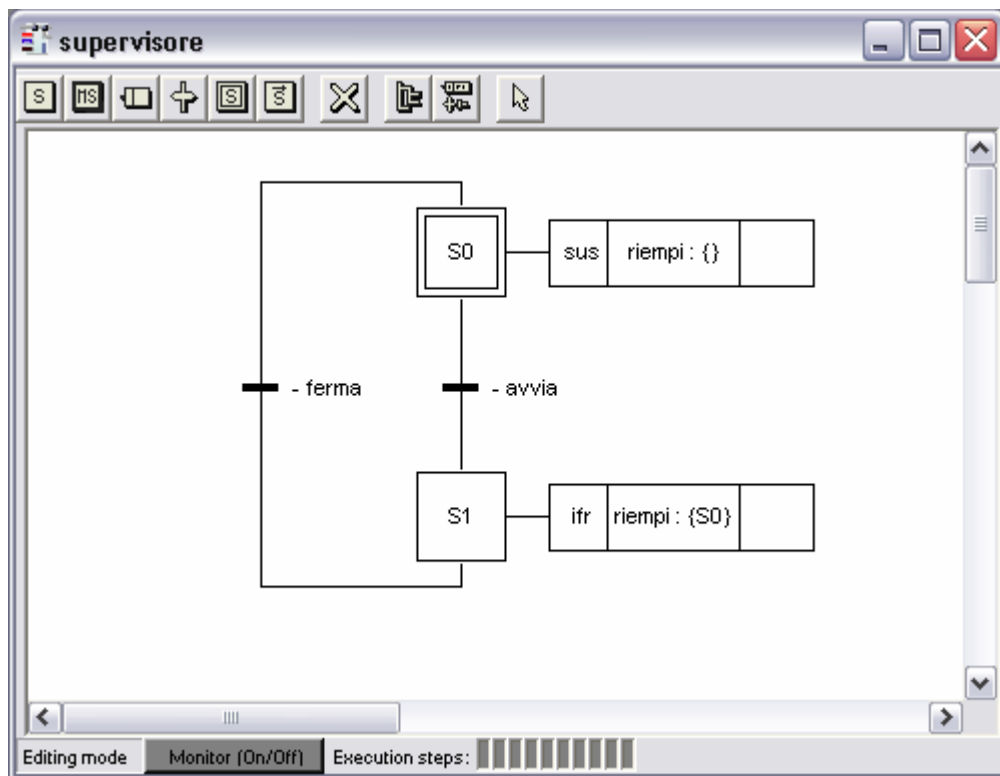 supervisore
S MS S S
S0 sus riempi : {}
- ferma - avvia
S1 ifr riempi : {S0}
Editing mode Monitor (On/Off) Execution steps: